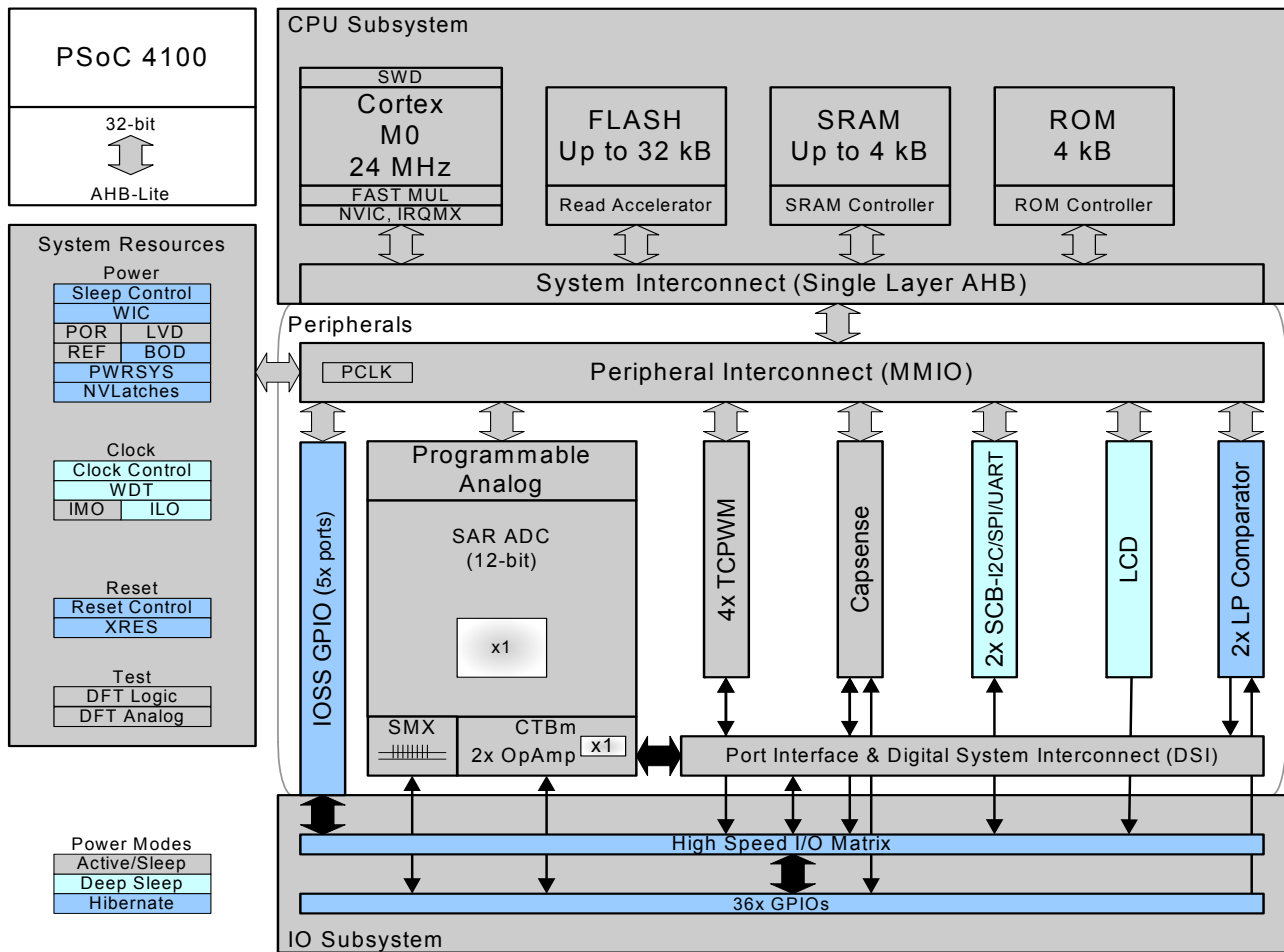 PSoC 4100
32-bit
AHB-Lite
System Resources
Power
Sleep Control
WIC
POR LVD
REF BOD
PWRSYS
NVLatches
Clock
Clock Control
WDT
IMO ILO
Reset
Reset Control
XRES
Test
DFT Logic
DFT Analog
Power Modes
Active/Sleep
Deep Sleep
Hibernate
CPU Subsystem
SWD
Cortex
M0
24 MHz
FAST MUL
NVIC, IRQMX
FLASH
Up to 32 kB
Read Accelerator
SRAM
Up to 4 kB
SRAM Controller
ROM
4 kB
ROM Controller
System Interconnect (Single Layer AHB)
Peripherals
PCLK
Peripheral Interconnect (MMIO)
IOSS GPIO (5x ports)
Programmable
Analog
SAR ADC
(12-bit)
x1
SMX
CTBm
2x OpAmp
x1
4x TCPWM
Capsense
2x SCB-I2C/SPI/UART
LCD
2x LP Comparator
Port Interface & Digital System Interconnect (DSI)
High Speed I/O Matrix
36x GPIOs
IO Subsystem